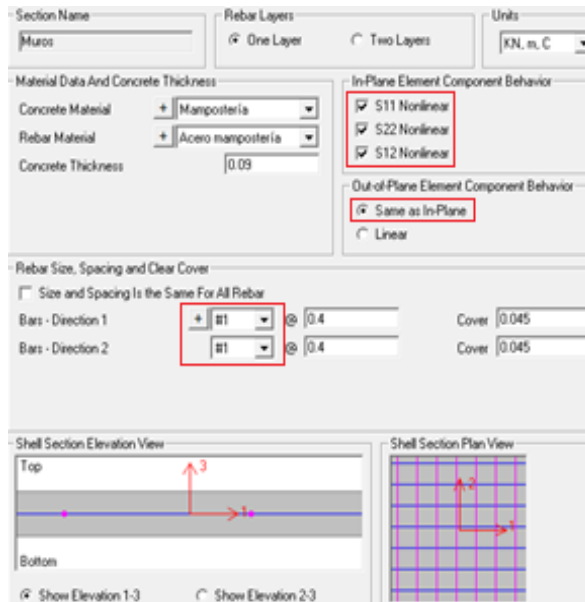 Section Name
Rebar Layers
Units
Muros
One Layer
Two Layers
KN, m, C
Material Data And Concrete Thickness
Concrete Material + Mampostería
Rebar Material + Acero mampostería
Concrete Thickness 0.09
In-Plane Element Component Behavior
S11 Nonlinear
S22 Nonlinear
S12 Nonlinear
Out-of-Plane Element Component Behavior
Same as In-Plane
Linear
Rebar Size, Spacing and Clear Cover
Size and Spacing Is the Same For All Rebar
Bars - Direction 1 + #1 @ 0.4 Cover 0.045
Bars - Direction 2 #1 @ 0.4 Cover 0.045
Shell Section Elevation View
Top
3
1
Bottom
Show Elevation 1-3
Show Elevation 2-3
Shell Section Plan View
2
1